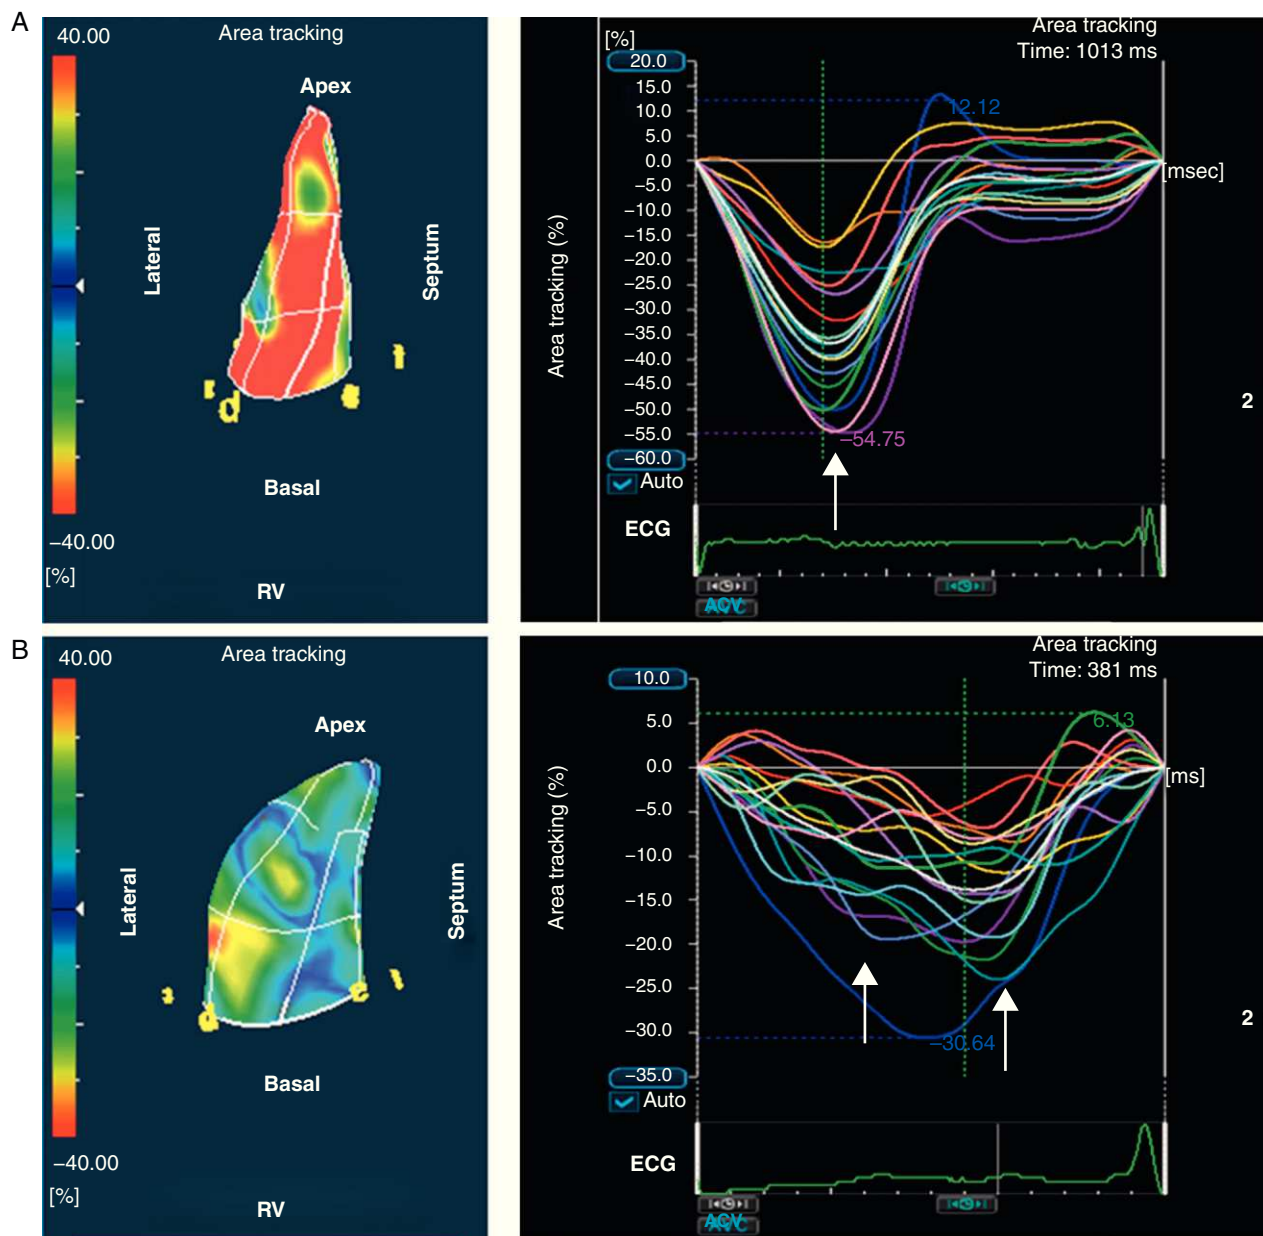 A
40.00
Area tracking
Apex
Lateral
Septum
d
Basal
−40.00
[%]
RV
Area tracking
Time: 1013 ms
[%]
20.0
15.0
10.0
5.0
0.0
−5.0
−10.0
−15.0
−20.0
−25.0
−30.0
−35.0
−40.0
−45.0
−50.0
−55.0
−60.0
Area tracking (%)
12.12
[msec]
−54.75
2
Auto
ECG
B
40.00
Area tracking
Apex
Lateral
Septum
d
e
Basal
−40.00
[%]
RV
Area tracking
Time: 381 ms
10.0
5.0
0.0
−5.0
−10.0
−15.0
−20.0
−25.0
−30.0
−35.0
Area tracking (%)
6.13
[ms]
−30.64
2
Auto
ECG